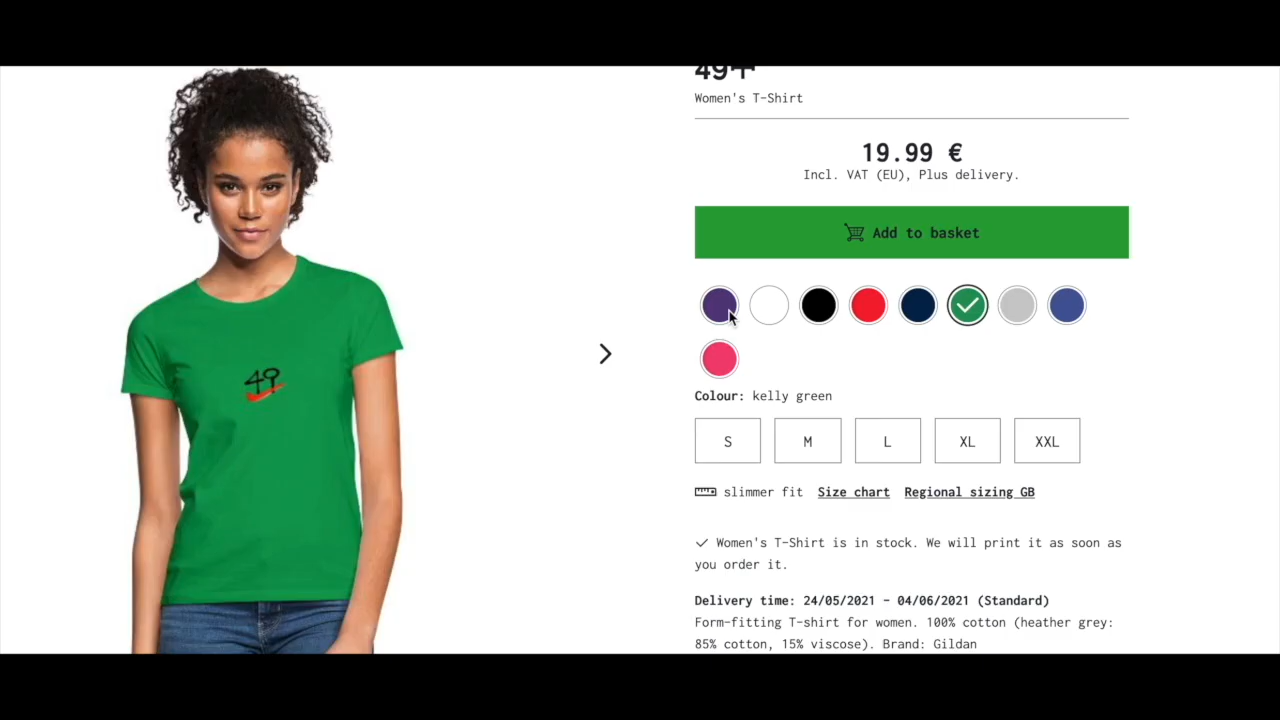 49+
Women's T-Shirt
19.99 €
Incl. VAT (EU), Plus delivery.
Add to basket
49
Colour: kelly green
S M L XL XXL
slimmer fit Size chart Regional sizing GB
Women's T-Shirt is in stock. We will print it as soon as
you order it.
Delivery time: 24/05/2021 - 04/06/2021 (Standard)
Form-fitting T-shirt for women. 100% cotton (heather grey:
85% cotton, 15% viscose). Brand: Gildan